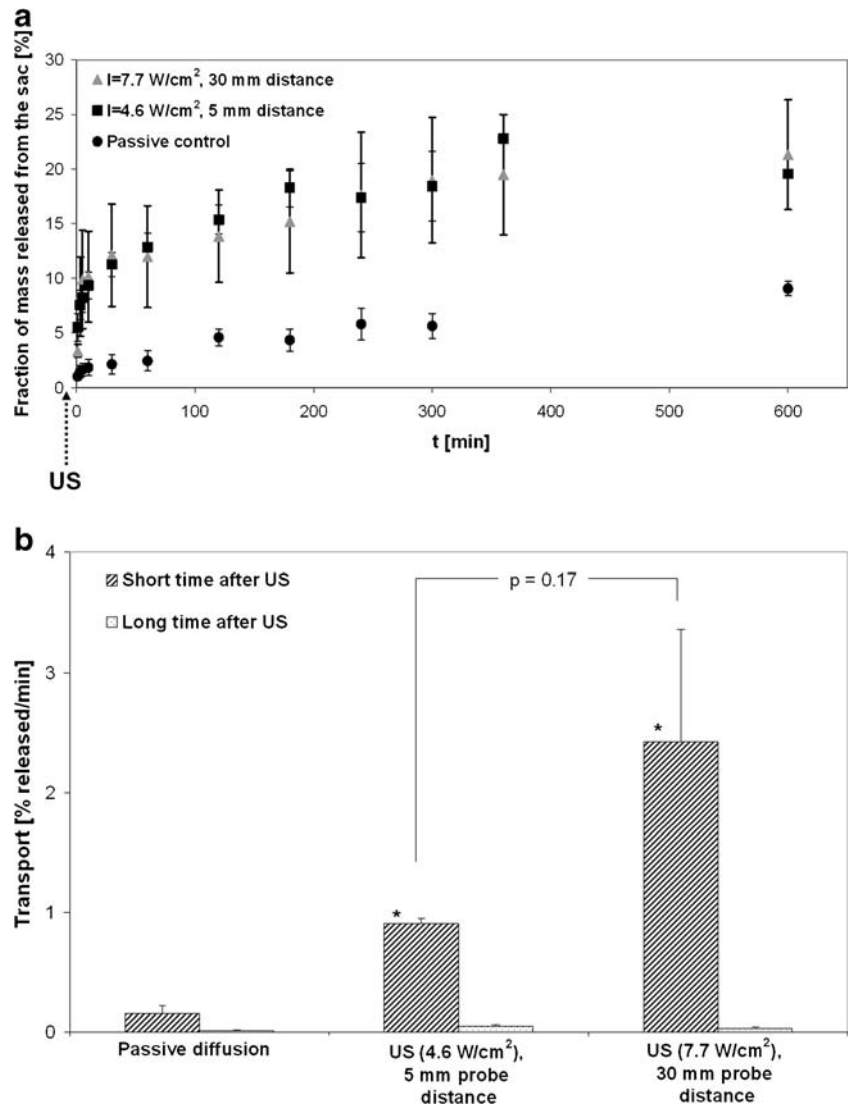 a
Fraction of mass released from the sac [%]
30
25
20
15
10
5
0
I=7.7 W/cm², 30 mm distance
I=4.6 W/cm², 5 mm distance
Passive control
0 100 200 300 400 500 600
t [min]
US
b
Transport [% released/min]
4
3
2
1
0
Short time after US
Long time after US
p = 0.17
*
*
Passive diffusion
US (4.6 W/cm²),
5 mm probe
distance
US (7.7 W/cm²),
30 mm probe
distance